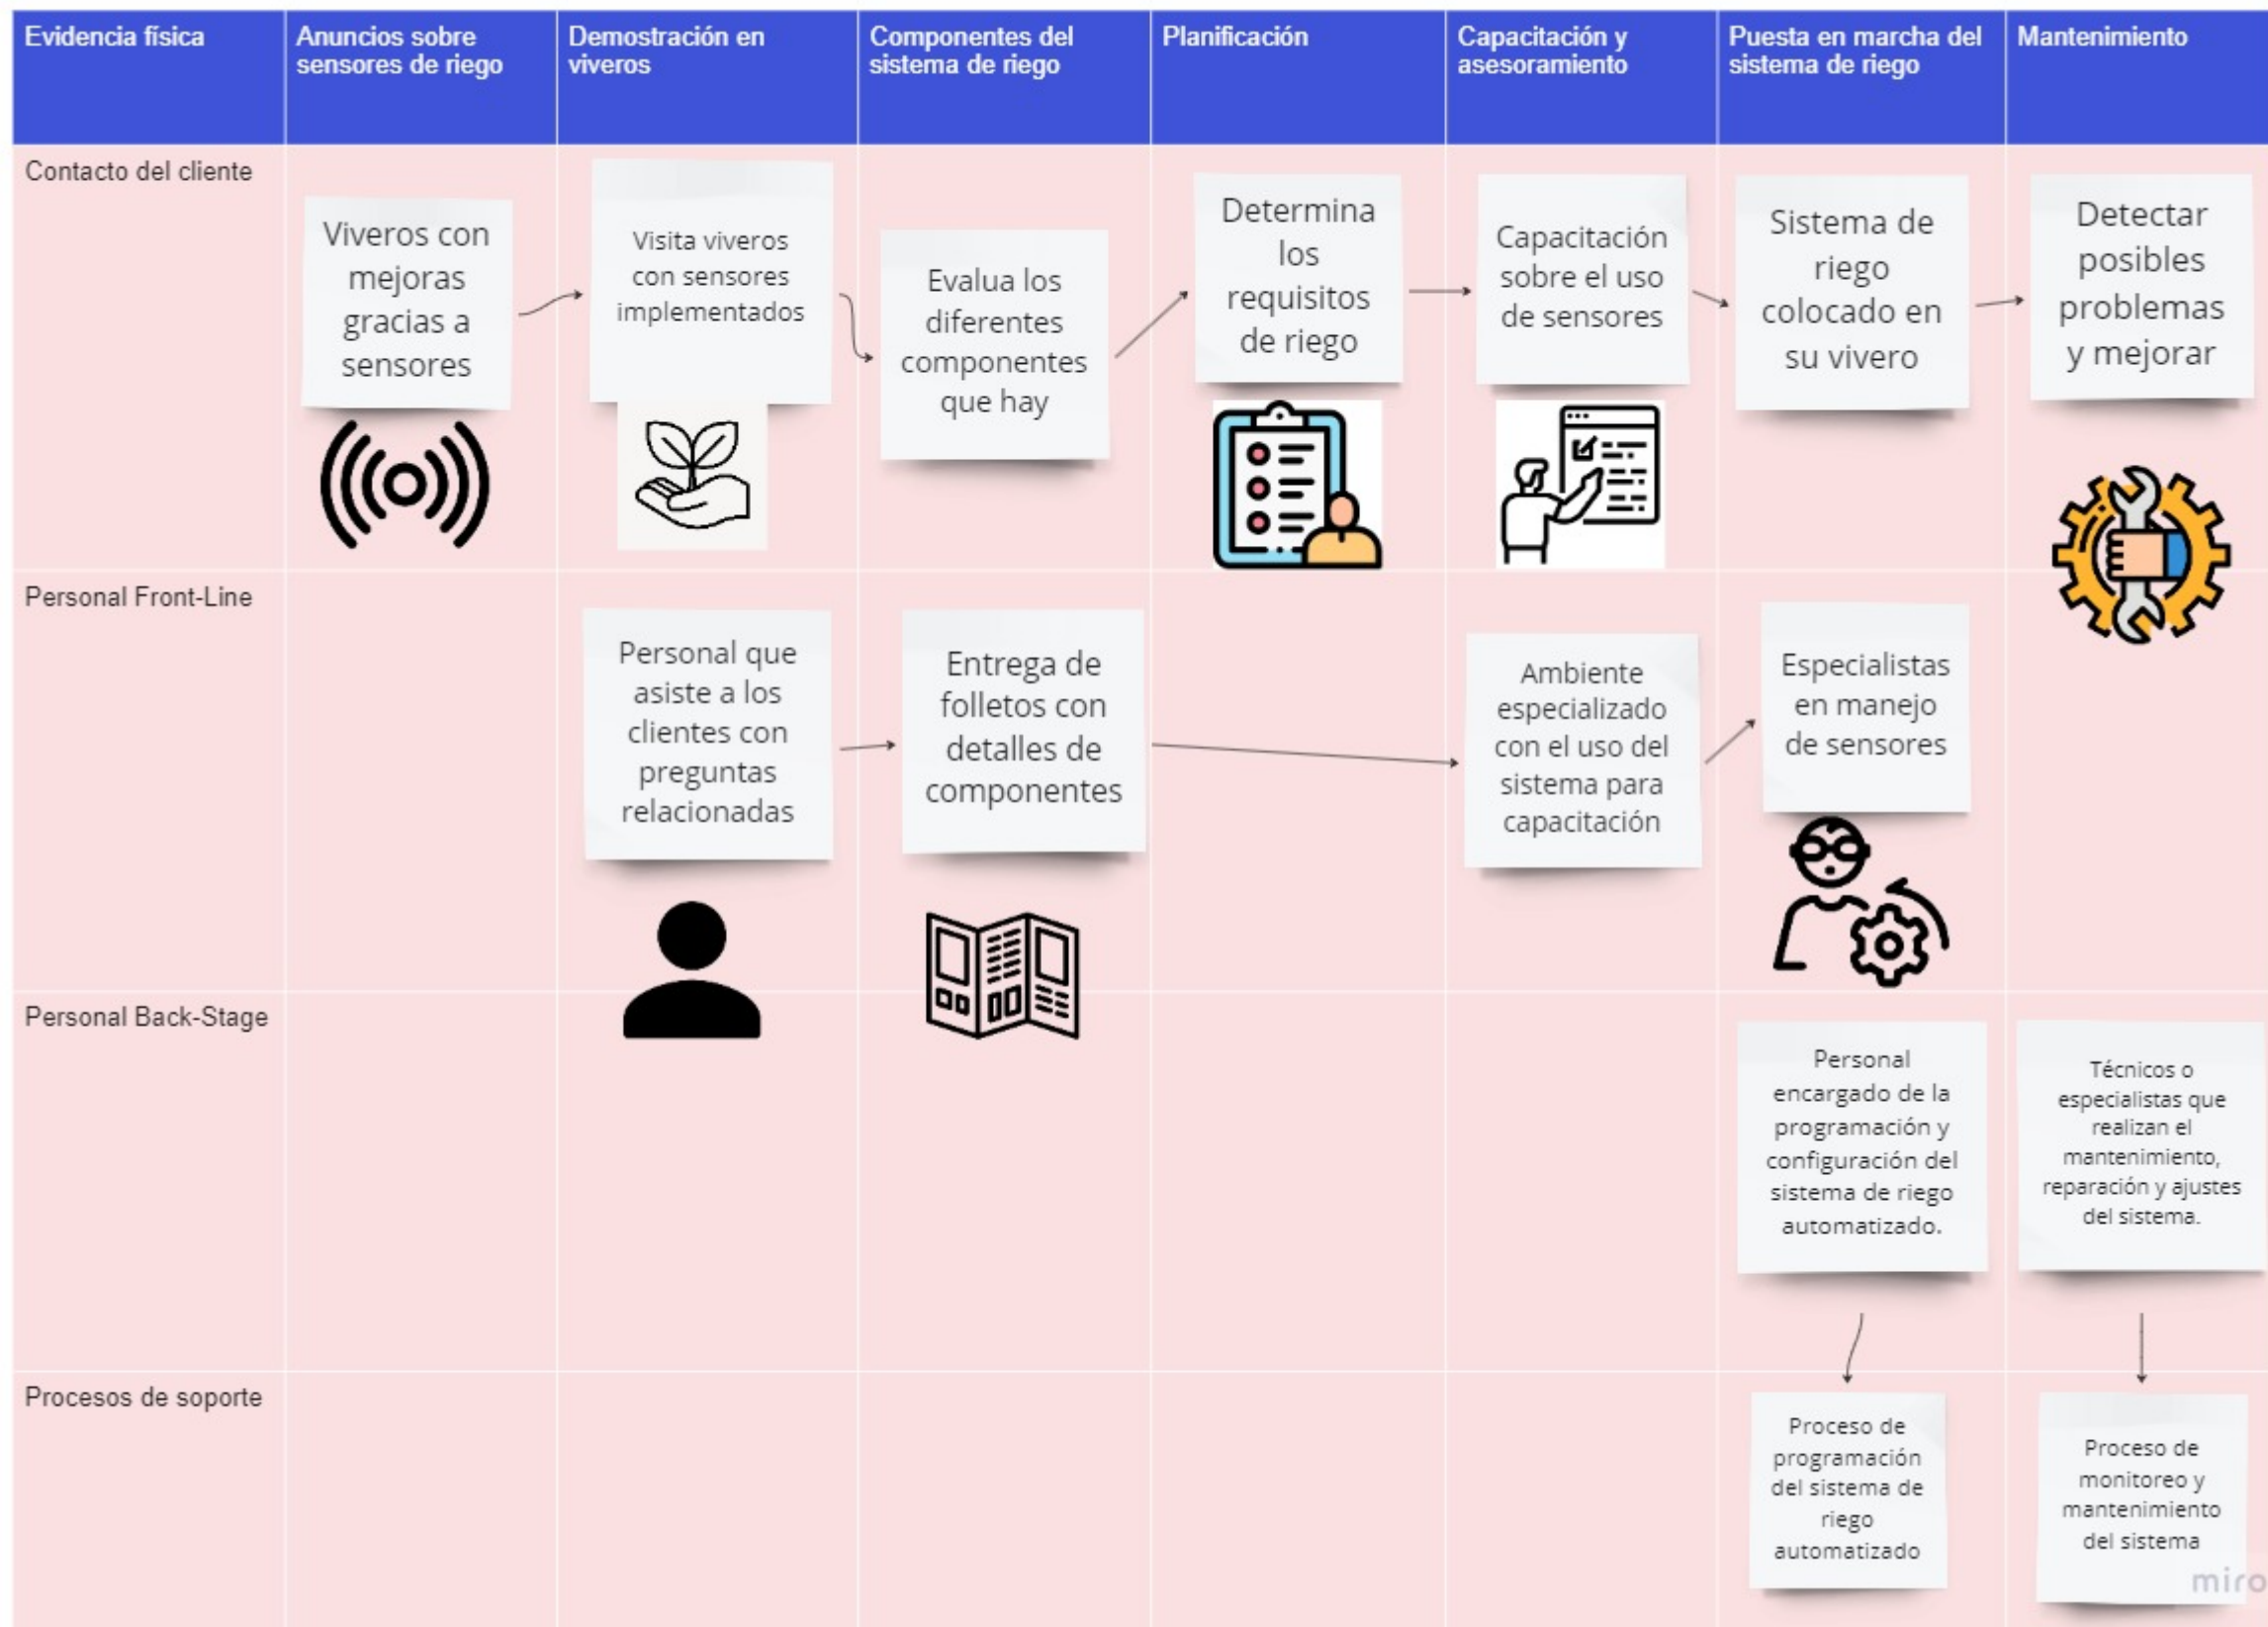 Evidencia física
Anuncios sobre
sensores de riego
Demostración en
viveros
Componentes del
sistema de riego
Planificación
Capacitación y
asesoramiento
Puesta en marcha del
sistema de riego
Mantenimiento
Contacto del cliente
Viveros con
mejoras
gracias a
sensores
Visita viveros
con sensores
implementados
Evalua los
diferentes
componentes
que hay
Determina
los
requisitos
de riego
Capacitación
sobre el uso
de sensores
Sistema de
riego
colocado en
su vivero
Detectar
posibles
problemas
y mejorar
Personal Front-Line
Personal que
asiste a los
clientes con
preguntas
relacionadas
Entrega de
folletos con
detalles de
componentes
Ambiente
especializado
con el uso del
sistema para
capacitación
Especialistas
en manejo
de sensores
Personal Back-Stage
Personal
encargado de la
programación y
configuración del
sistema de riego
automatizado.
Técnicos o
especialistas que
realizan el
mantenimiento,
reparación y ajustes
del sistema.
Procesos de soporte
Proceso de
programación
del sistema de
riego
automatizado
Proceso de
monitoreo y
mantenimiento
del sistema
miro